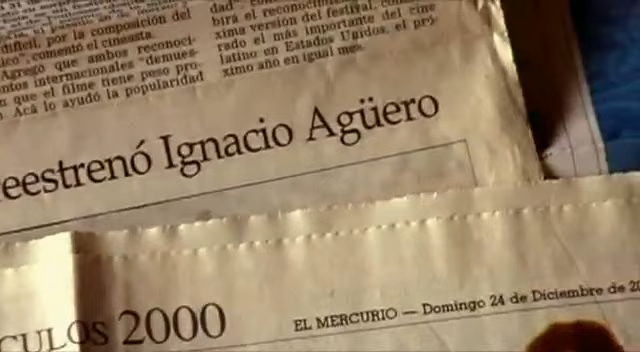 difícil, por la composición del
ico", comentó el cineasta.
Agregó que ambos reconoci-
ntos internacionales "demues-
n que el filme tiene peso pro-
Acá lo ayudó la popularidad
dad", 
birá el reconocim
xima versión del festival,
rado el más importante del cine
latino en Estados Unidos, el pró-
ximo año en igual mes.
eestrenó Ignacio Agüero
CULOS 2000
EL MERCURIO — Domingo 24 de Diciembre de 20